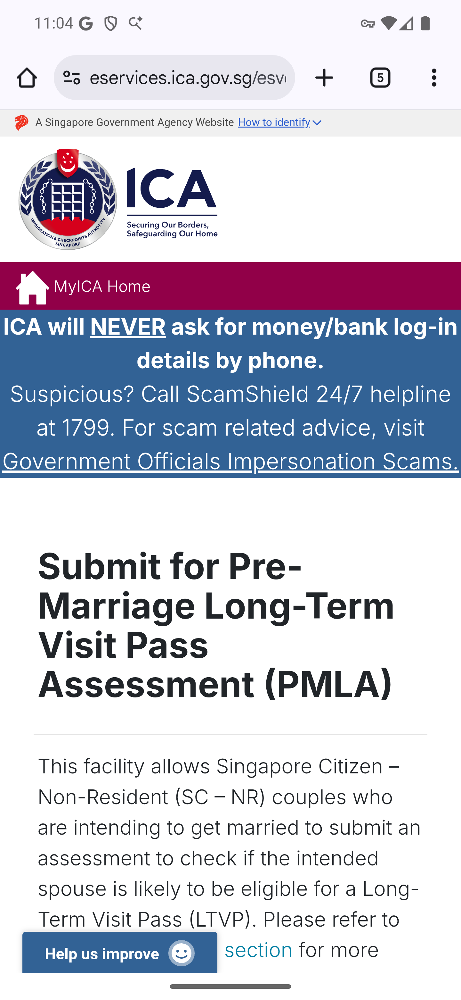 11:04
eservices.ica.gov.sg/esv
5
A Singapore Government Agency Website How to identify
ICA
Securing Our Borders,
Safeguarding Our Home
IMMIGRATION & CHECKPOINTS AUTHORITY
SINGAPORE
MyICA Home
ICA will NEVER ask for money/bank log-in
details by phone.
Suspicious? Call ScamShield 24/7 helpline
at 1799. For scam related advice, visit
Government Officials Impersonation Scams.
Submit for Pre-
Marriage Long-Term
Visit Pass
Assessment (PMLA)
This facility allows Singapore Citizen –
Non-Resident (SC – NR) couples who
are intending to get married to submit an
assessment to check if the intended
spouse is likely to be eligible for a Long-
Term Visit Pass (LTVP). Please refer to
section for more
Help us improve